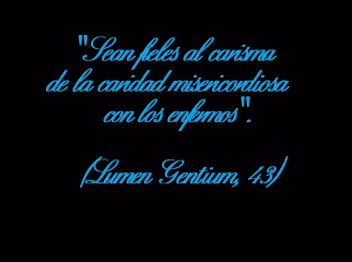 "Sean fieles al carisma
de la caridad misericordiosa
con los enfermos".
(Lumen Gentium, 43)